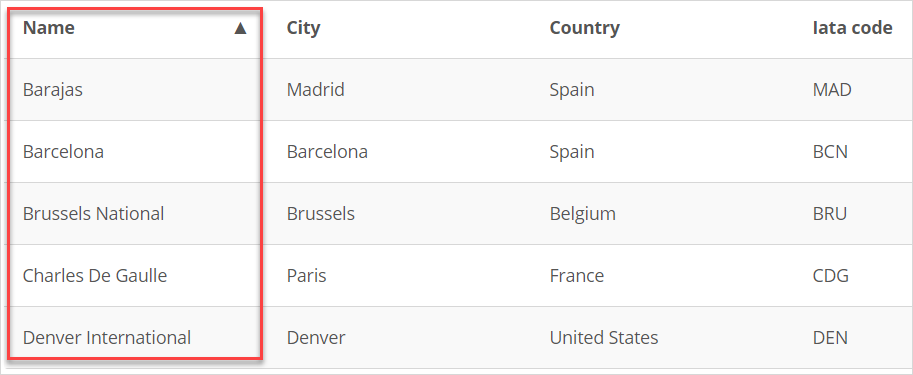 Name ▲ City Country Iata code
Barajas Madrid Spain MAD
Barcelona Barcelona Spain BCN
Brussels National Brussels Belgium BRU
Charles De Gaulle Paris France CDG
Denver International Denver United States DEN